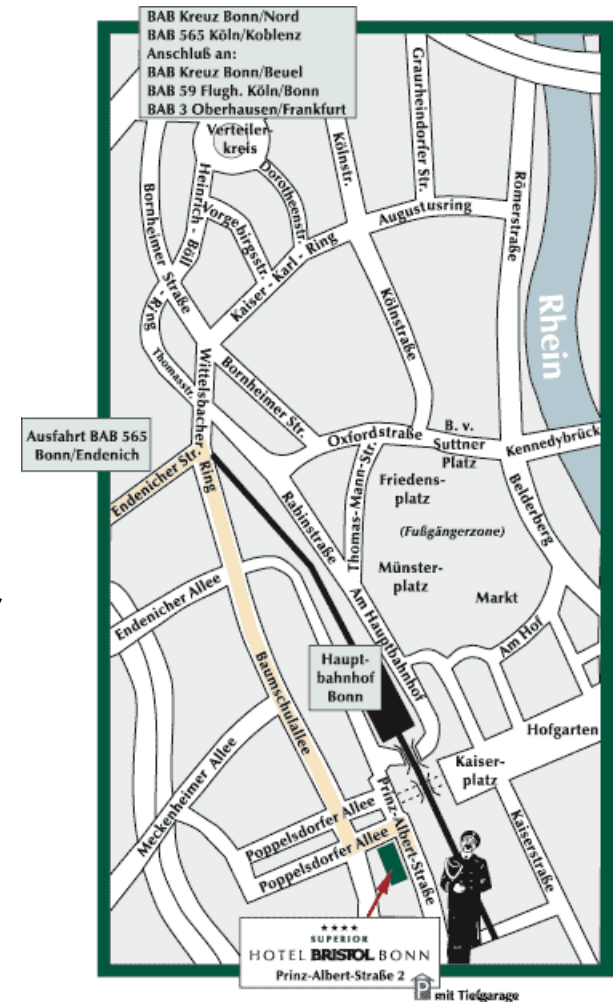 BAB Kreuz Bonn/Nord
BAB 565 Köln/Koblenz
Anschluß an:
BAB Kreuz Bonn/Beuel
BAB 59 Flugh. Köln/Bonn
BAB 3 Oberhausen/Frankfurt
Verteiler-
kreis
Kölnstr.
Graurheindorfer Str.
Römerstraße
Dorotheenstr.
Heinrich - Böll - Ring
Vorgebirgsstr.
Bornheimer Straße
Augustusring
Kaiser - Karl - Ring
Kölnstraße
Rhein
Thomasstr.
Wittelsbacher Ring
Bornheimer Str.
Oxfordstraße
B. v.
Suttner
Platz
Kennedybrück
Ausfahrt BAB 565
Bonn/Endenich
Endenicher Str.
Thomas-Mann-Str.
Friedens-
platz
Belderberg
(Fußgängerzone)
Rabinstraße
Münster-
platz
Markt
Endenicher Allee
Am Hauptbahnhof
Am Hof
Haupt-
bahnhof
Bonn
Baumschulallee
Hofgarten
Kaiser-
platz
Meckenheimer Allee
Poppelsdorfer Allee
Prinz-Albert-Straße
Kaiserstraße
Poppelsdorfer Allee
★★★★
SUPERIOR
HOTEL BRISTOL BONN
Prinz-Albert-Straße 2
P mit Tiefgarage